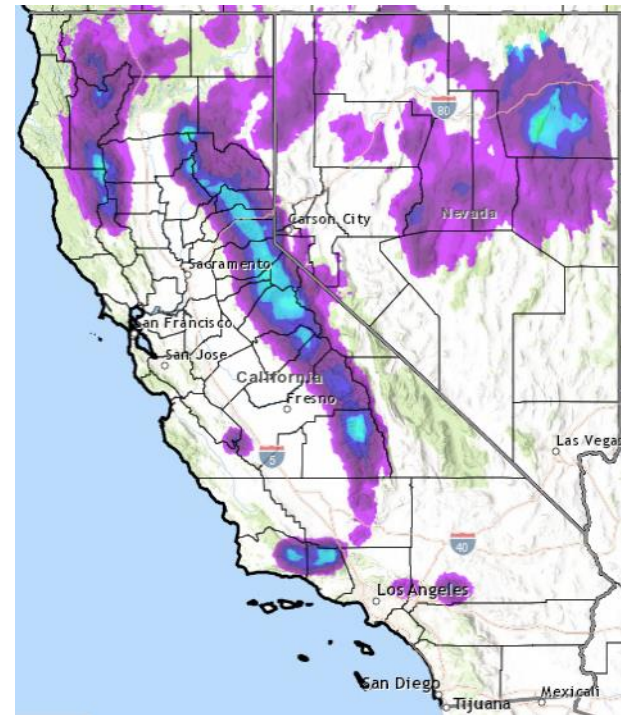 80
Carson City
Nevada
Sacramento
San Francisco
San Jose
California
Fresno
5
Las Vegas
40
Los Angeles
San Diego
Tijuana
Mexicali